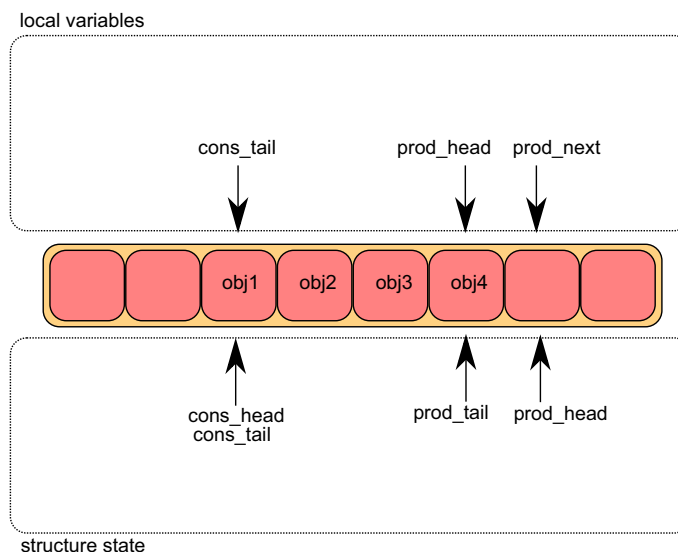 local variables
cons_tail prod_head prod_next
obj1 obj2 obj3 obj4
cons_head prod_tail prod_head
cons_tail
structure state